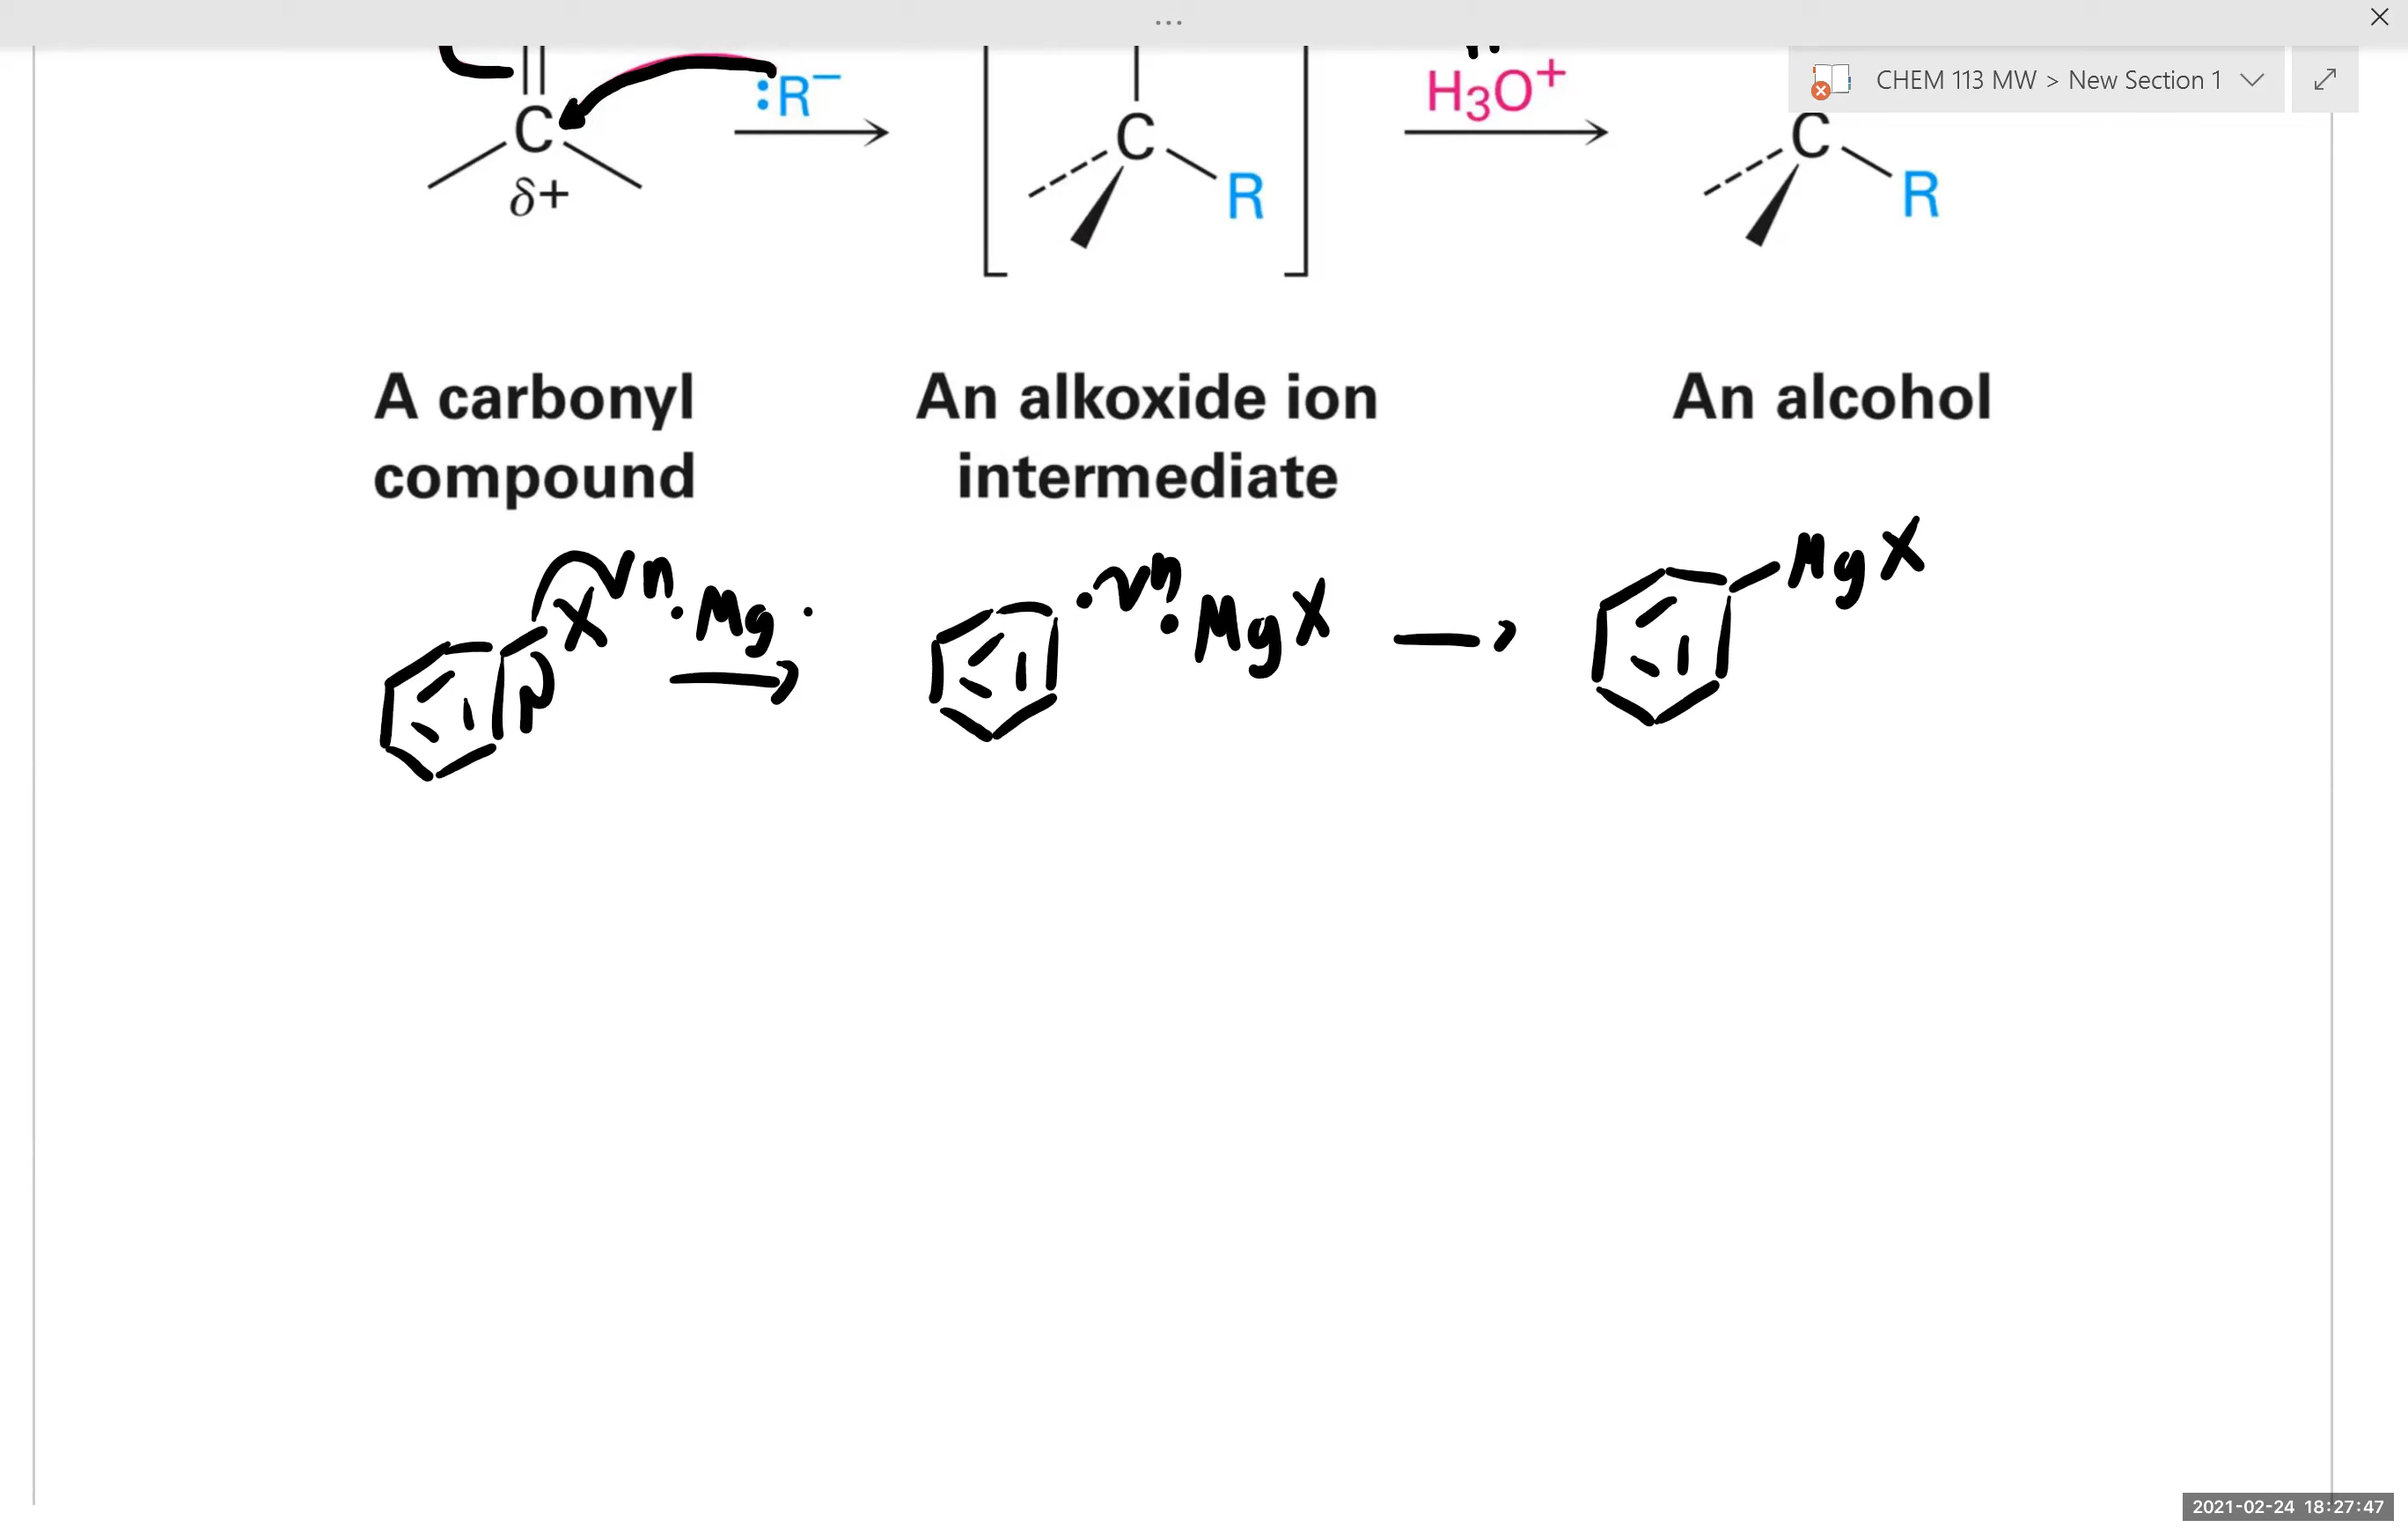 ...
CHEM 113 MW > New Section 1
:R⁻
H₃O⁺
C
C
C
δ+
R
R
A carbonyl compound
An alkoxide ion intermediate
An alcohol
X
·Mg·
· ·MgX
MgX
2021-02-24 18:27:47